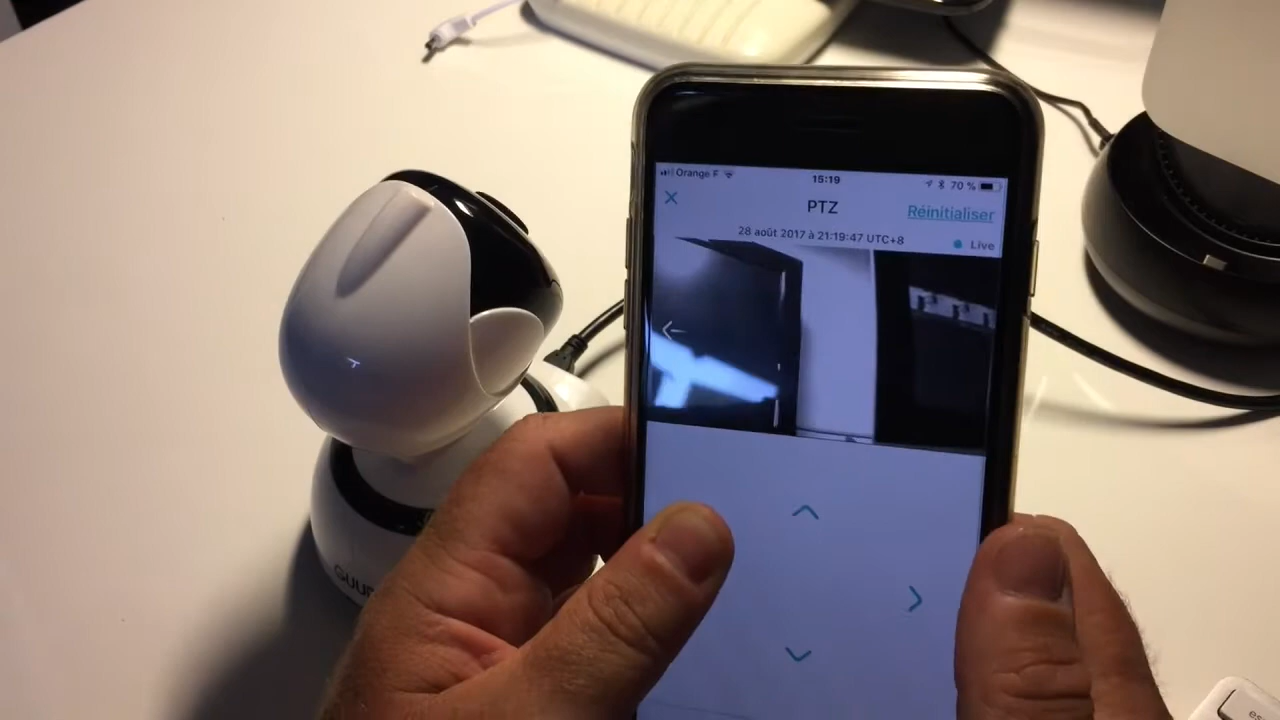 Orange F
15:19
70 %
PTZ
Réinitialiser
28 août 2017 à 21:19:47 UTC+8
Live